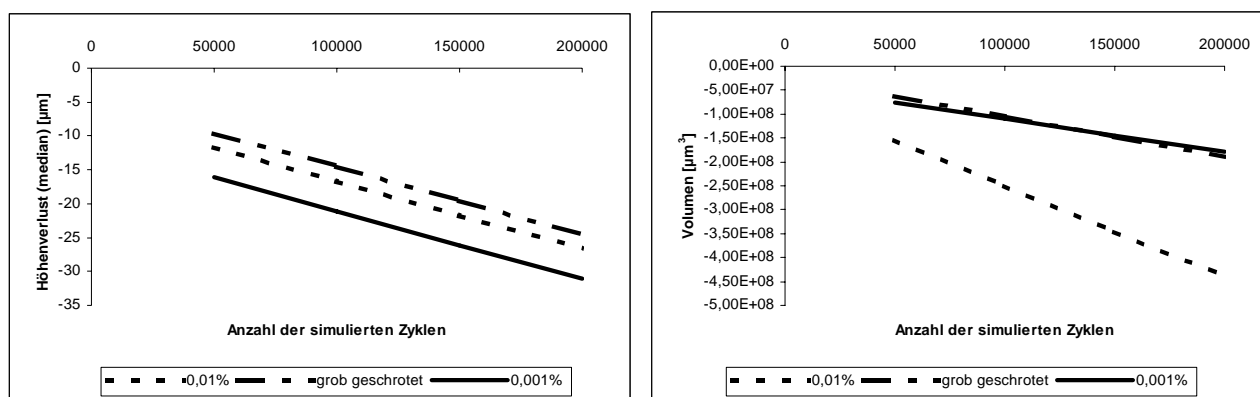 0 50000 100000 150000 200000
0
-5
-10
-15
-20
-25
-30
-35
Höhenverlust (median) [µm]
Anzahl der simulierten Zyklen
0,01% grob geschrotet 0,001%
0 50000 100000 150000 200000
0,00E+00
-5,00E+07
-1,00E+08
-1,50E+08
-2,00E+08
-2,50E+08
-3,00E+08
-3,50E+08
-4,00E+08
-4,50E+08
-5,00E+08
Volumen [µm³]
Anzahl der simulierten Zyklen
0,01% grob geschrotet 0,001%